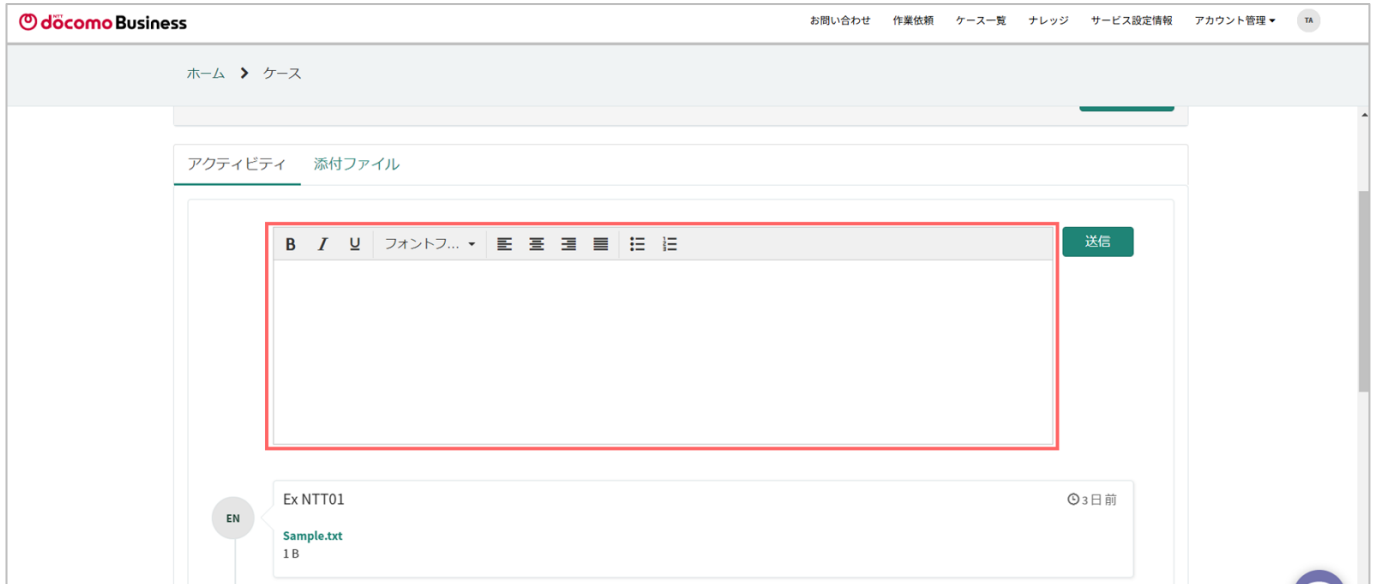 NTT döcomo Business
お問い合わせ 作業依頼 ケース一覧 ナレッジ サービス設定情報 アカウント管理 TA
ホーム ケース
アクティビティ 添付ファイル
B I U フォントフ...
送信
EN
Ex NTT01 3日前
Sample.txt
1 B